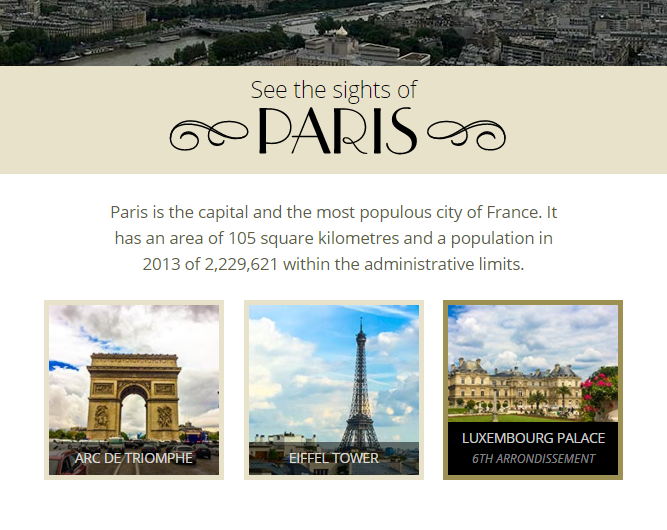 See the sights of
PARIS
Paris is the capital and the most populous city of France. It
has an area of 105 square kilometres and a population in
2013 of 2,229,621 within the administrative limits.
ARC DE TRIOMPHE
EIFFEL TOWER
LUXEMBOURG PALACE
6TH ARRONDISSEMENT